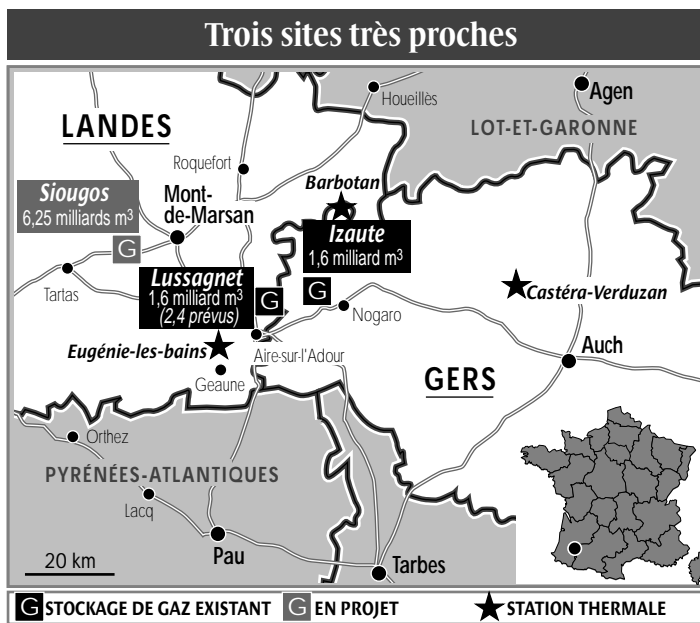 Trois sites très proches
Houeillès
Agen
LANDES
LOT-ET-GARONNE
Roquefort
Siougos
6,25 milliards m³
Mont-
de-Marsan
Barbotan
Izaute
1,6 milliard m³
G
Lussagnet
1,6 milliard m³
(2,4 prévus)
G
G
Tartas
Castéra-Verduzan
Nogaro
Eugénie-les-bains
Aire-sur-l'Adour
Auch
Geaune
GERS
Orthez
PYRÉNÉES-ATLANTIQUES
Lacq
Pau
Tarbes
20 km
G STOCKAGE DE GAZ EXISTANT G EN PROJET STATION THERMALE